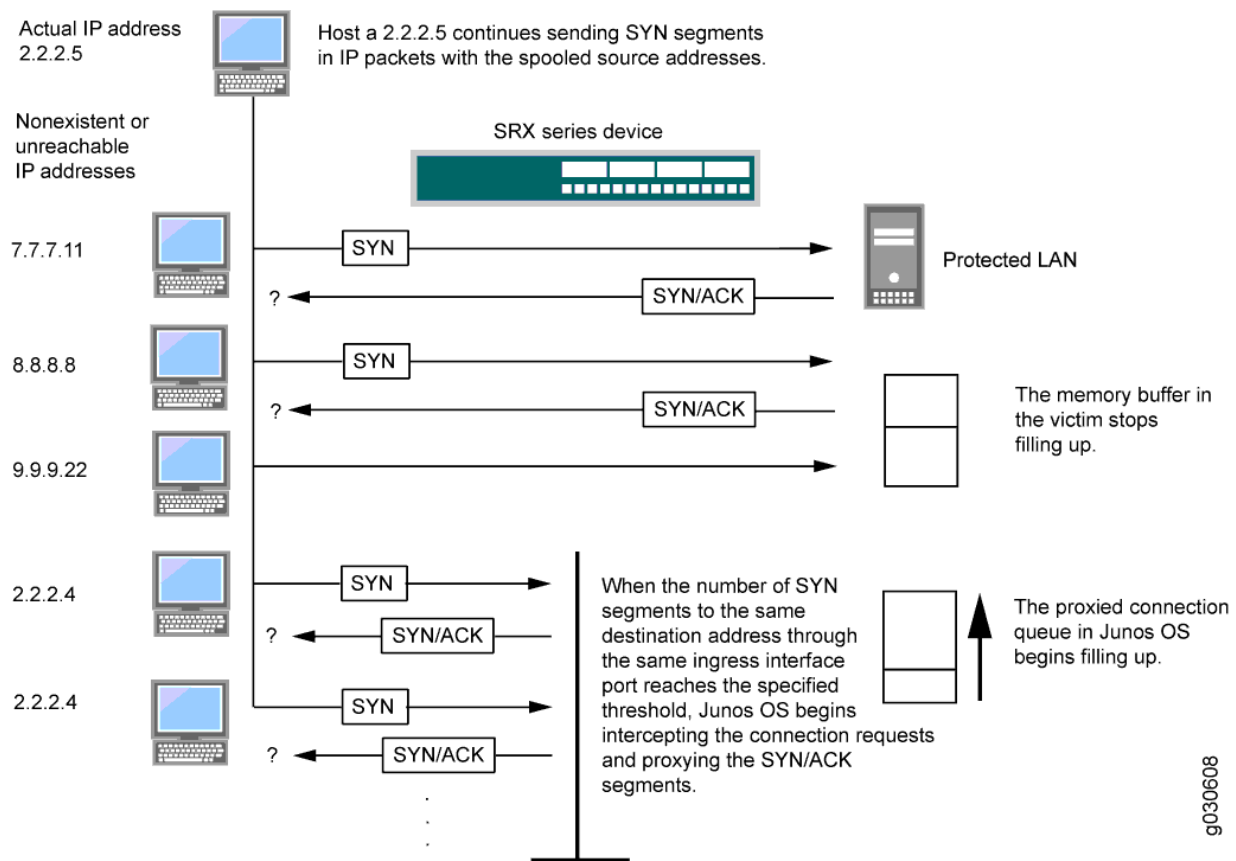 Actual IP address
2.2.2.5
Host a 2.2.2.5 continues sending SYN segments
in IP packets with the spooled source addresses.
Nonexistent or
unreachable
IP addresses
SRX series device
7.7.7.11
SYN
Protected LAN
?
SYN/ACK
8.8.8.8
SYN
?
SYN/ACK
The memory buffer in
the victim stops
filling up.
9.9.9.22
2.2.2.4
SYN
?
SYN/ACK
When the number of SYN
segments to the same
destination address through
the same ingress interface
port reaches the specified
threshold, Junos OS begins
intercepting the connection requests
and proxying the SYN/ACK
segments.
The proxied connection
queue in Junos OS
begins filling up.
2.2.2.4
SYN
?
SYN/ACK
g030608